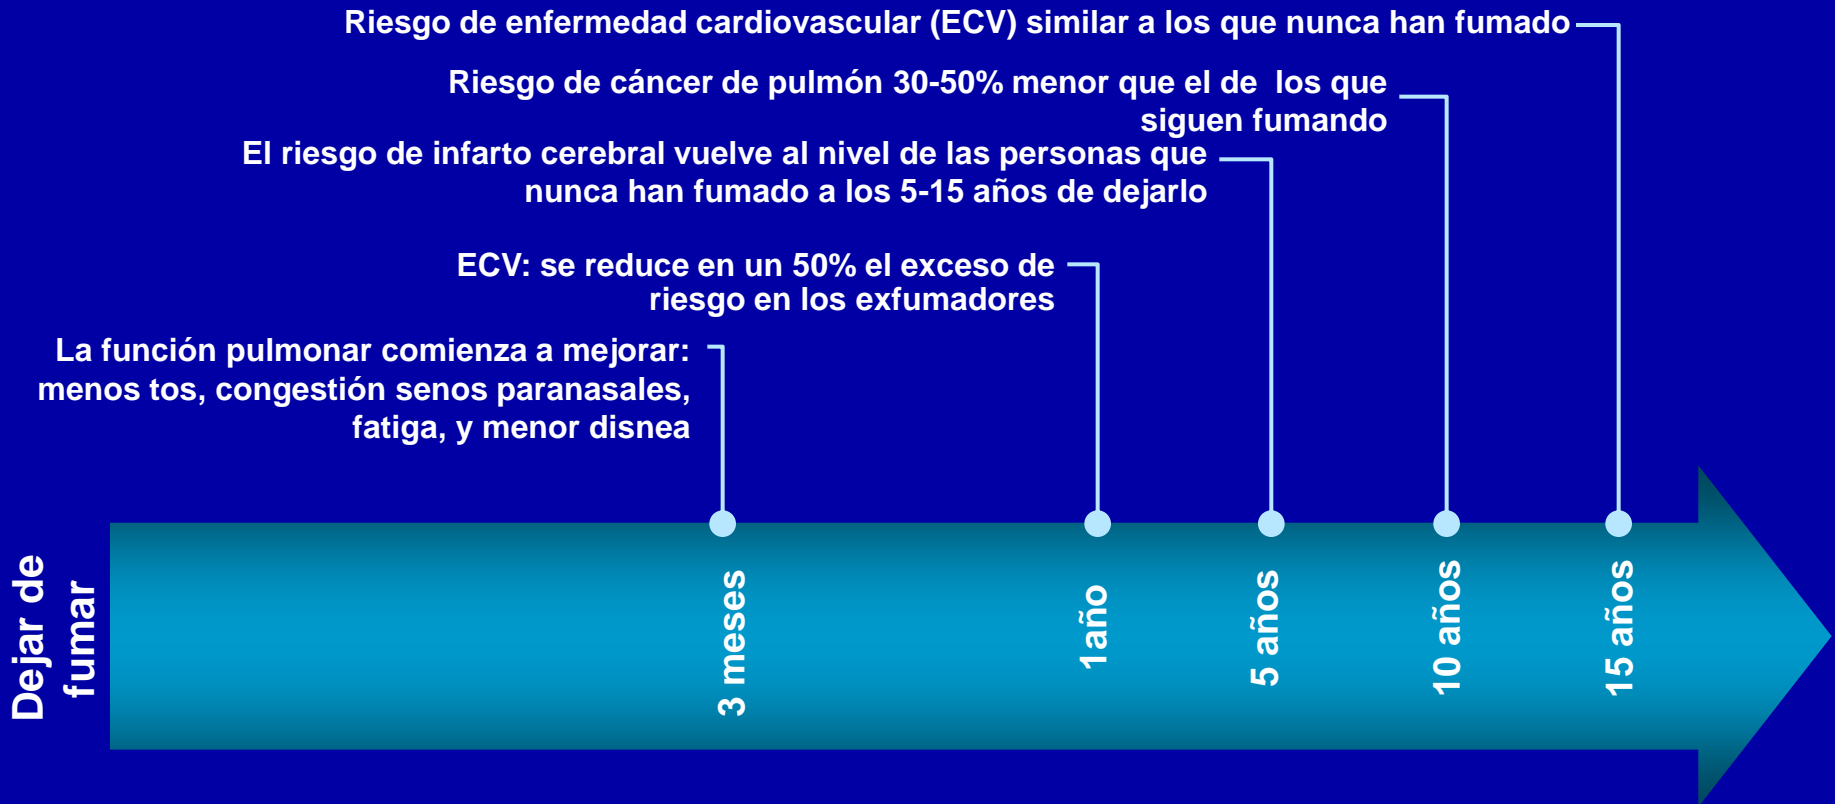 Riesgo de enfermedad cardiovascular (ECV) similar a los que nunca han fumado
Riesgo de cáncer de pulmón 30-50% menor que el de  los que
siguen fumando
El riesgo de infarto cerebral vuelve al nivel de las personas que
nunca han fumado a los 5-15 años de dejarlo
ECV: se reduce en un 50% el exceso de
riesgo en los exfumadores
La función pulmonar comienza a mejorar:
menos tos, congestión senos paranasales,
fatiga, y menor disnea
Dejar de
fumar
3 meses
1año
5 años
10 años
15 años